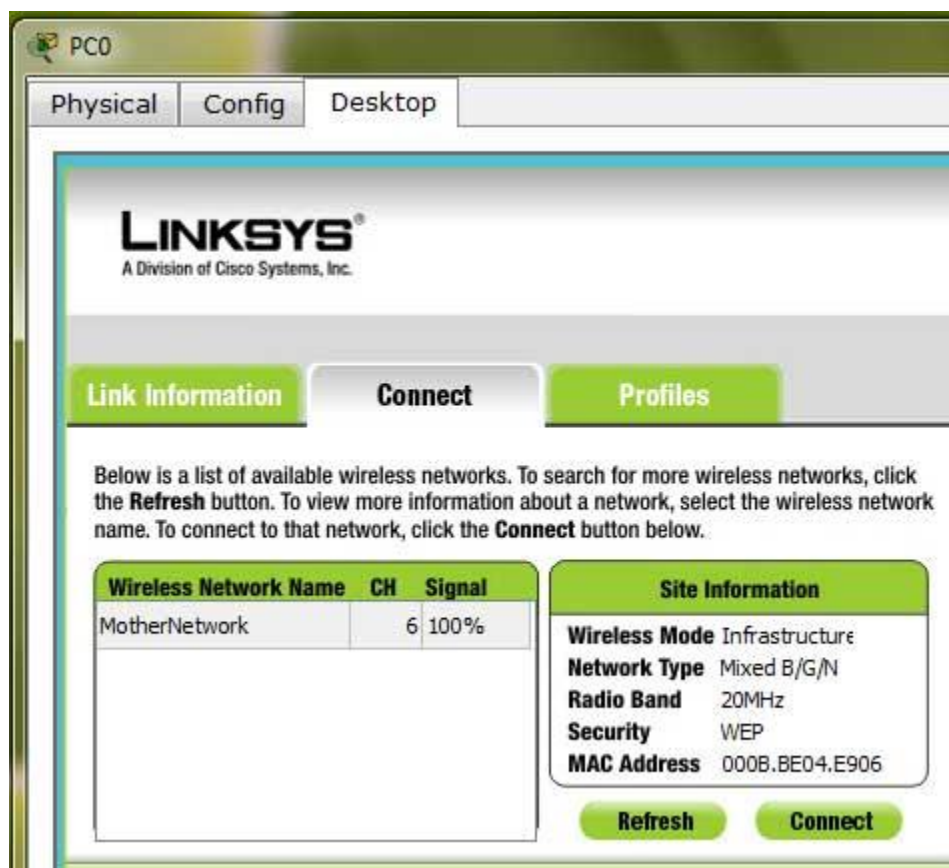 PC0
Physical Config Desktop
LINKSYS®
A Division of Cisco Systems, Inc.
Link Information Connect Profiles
Below is a list of available wireless networks. To search for more wireless networks, click
the Refresh button. To view more information about a network, select the wireless network
name. To connect to that network, click the Connect button below.
Wireless Network Name CH Signal
MotherNetwork 6 100%
Site Information
Wireless Mode Infrastructure
Network Type Mixed B/G/N
Radio Band 20MHz
Security WEP
MAC Address 000B.BE04.E906
Refresh Connect